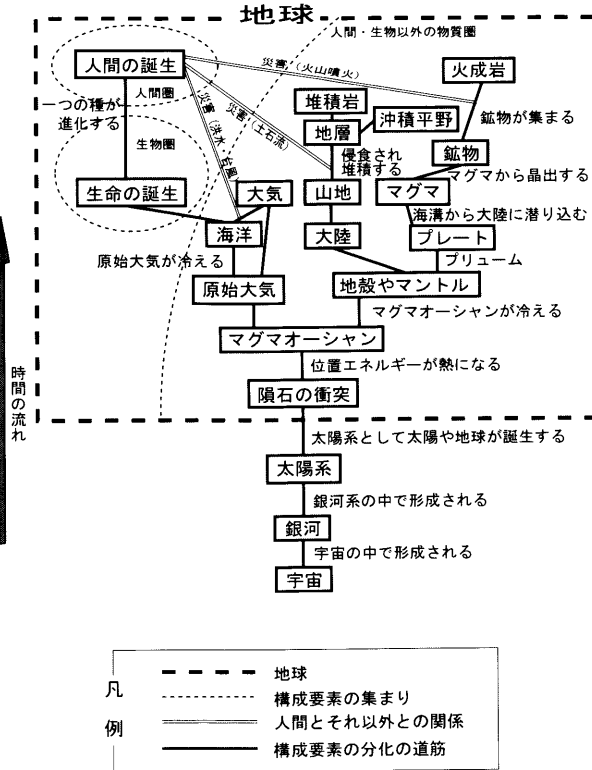 地球
人間・生物以外の物質圏
人間の誕生
災害(火山噴火)
火成岩
人間圏
一つの種が
進化する
災害(土石流)
堆積岩
沖積平野
地層
鉱物が集まる
生物圏
侵食され
堆積する
鉱物
マグマから晶出する
生命の誕生
大気
山地
マグマ
海溝から大陸に潜り込む
海洋
大陸
プレート
原始大気が冷える
プリューム
原始大気
地殻やマントル
マグマオーシャンが冷える
マグマオーシャン
位置エネルギーが熱になる
時間の流れ
隕石の衝突
太陽系として太陽や地球が誕生する
太陽系
銀河系の中で形成される
銀河
宇宙の中で形成される
宇宙
凡例
地球
構成要素の集まり
人間とそれ以外との関係
構成要素の分化の道筋